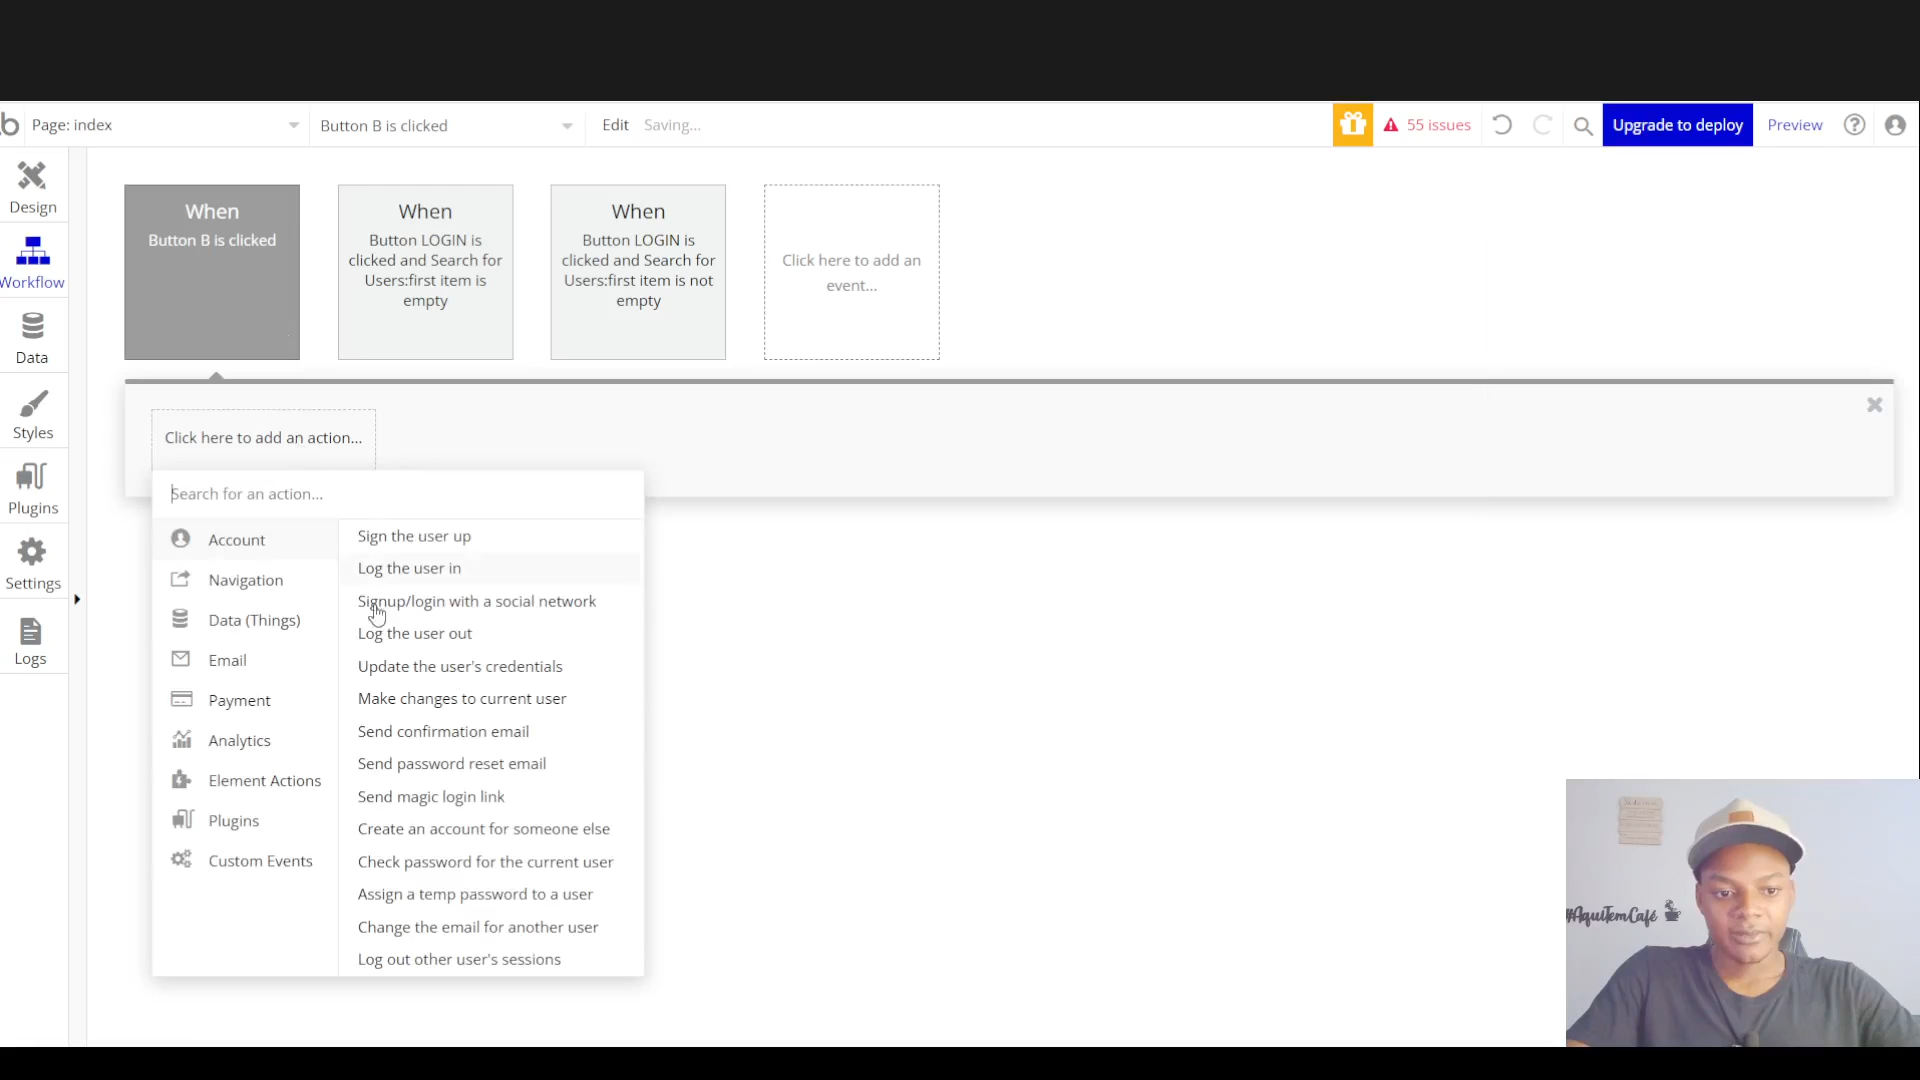 Page: index
Button B is clicked
Edit
Saving...
55 issues
Upgrade to deploy
Preview
Design
Workflow
Data
Styles
Plugins
Settings
Logs
When
Button B is clicked
When
Button LOGIN is
clicked and Search for
Users:first item is
empty
When
Button LOGIN is
clicked and Search for
Users:first item is not
empty
Click here to add an
event...
Click here to add an action...
Search for an action...
Account
Navigation
Data (Things)
Email
Payment
Analytics
Element Actions
Plugins
Custom Events
Sign the user up
Log the user in
Signup/login with a social network
Log the user out
Update the user's credentials
Make changes to current user
Send confirmation email
Send password reset email
Send magic login link
Create an account for someone else
Check password for the current user
Assign a temp password to a user
Change the email for another user
Log out other user's sessions
#AquiTemCafé